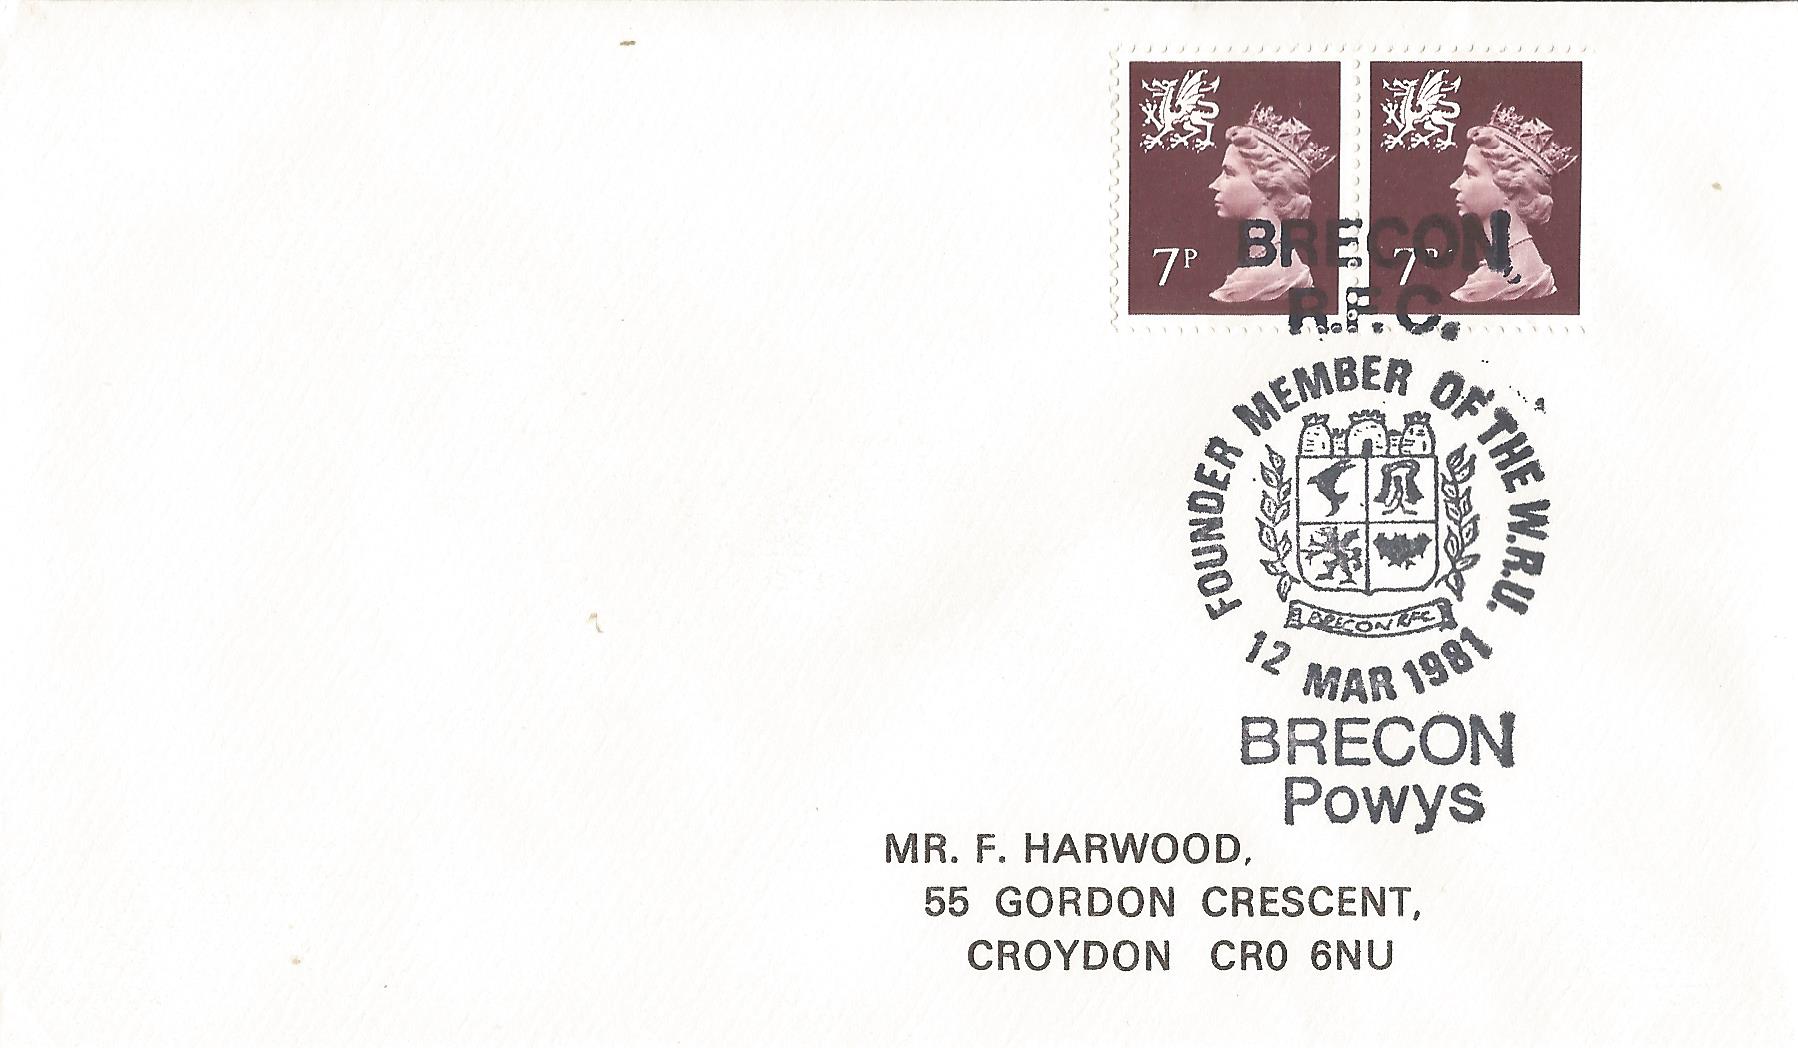 7P 7P
BRECON
R.F.C.
FOUNDER MEMBER OF THE W.R.U.
BRECON RFC
12 MAR 1981
BRECON
Powys
MR. F. HARWOOD,
55 GORDON CRESCENT,
CROYDON CR0 6NU